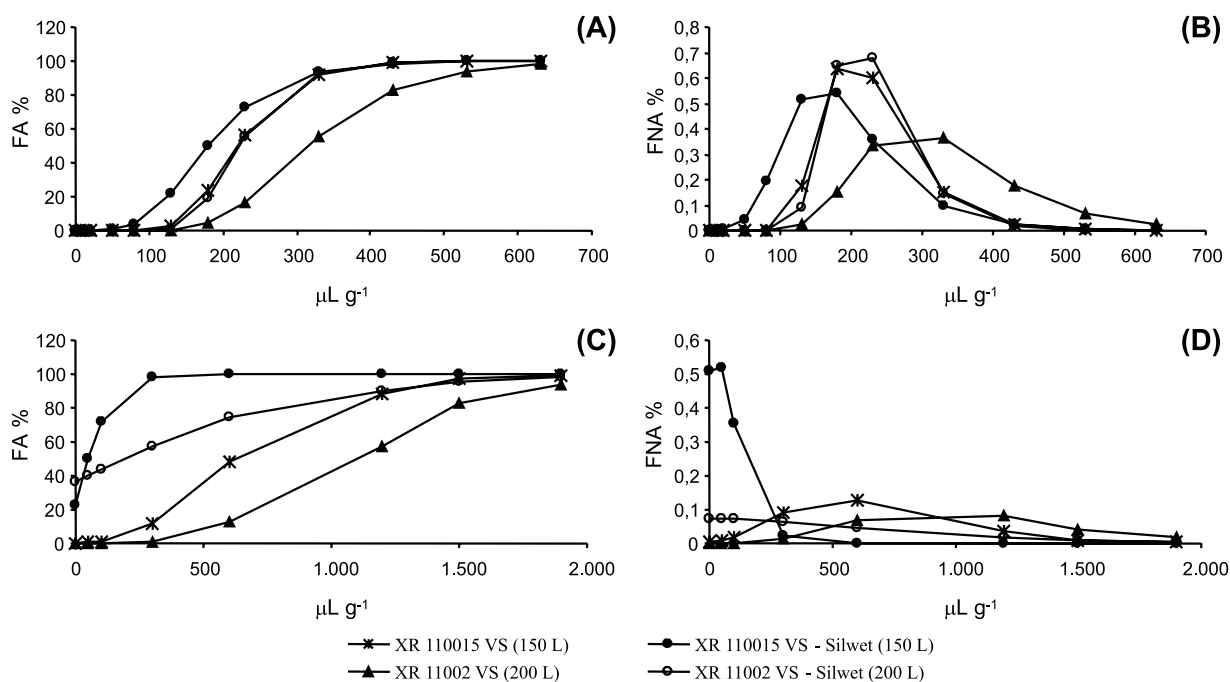 (A)
FA %
120
100
80
60
40
20
0
0 100 200 300 400 500 600 700
µL g-1
(B)
FNA %
0,8
0,7
0,6
0,5
0,4
0,3
0,2
0,1
0
0 100 200 300 400 500 600 700
µL g-1
(C)
FA %
120
100
80
60
40
20
0
0 500 1.000 1.500 2.000
µL g-1
(D)
FNA %
0,6
0,5
0,4
0,3
0,2
0,1
0
0 500 1.000 1.500 2.000
µL g-1
XR 110015 VS (150 L)
XR 110015 VS - Silwet (150 L)
XR 11002 VS (200 L)
XR 11002 VS - Silwet (200 L)